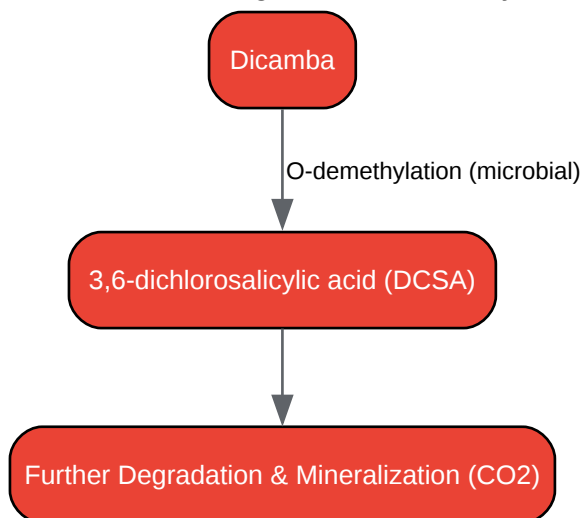 Dicamba
O-demethylation (microbial)
3,6-dichlorosalicylic acid (DCSA)
Further Degradation & Mineralization (CO2)